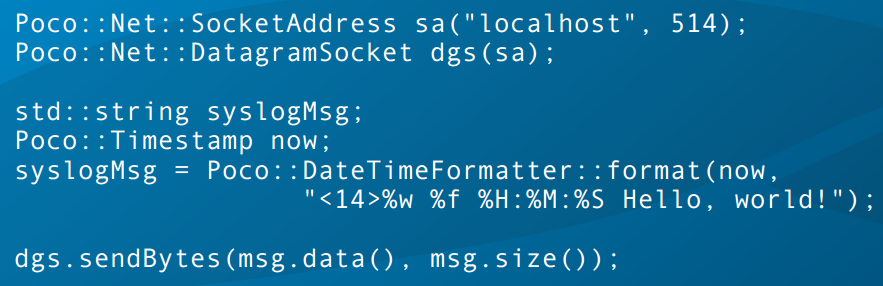 Poco::Net::SocketAddress sa("localhost", 514);
Poco::Net::DatagramSocket dgs(sa);
std::string syslogMsg;
Poco::Timestamp now;
syslogMsg = Poco::DateTimeFormatter::format(now,
"<14>%w %f %H:%M:%S Hello, world!");
dgs.sendBytes(msg.data(), msg.size());